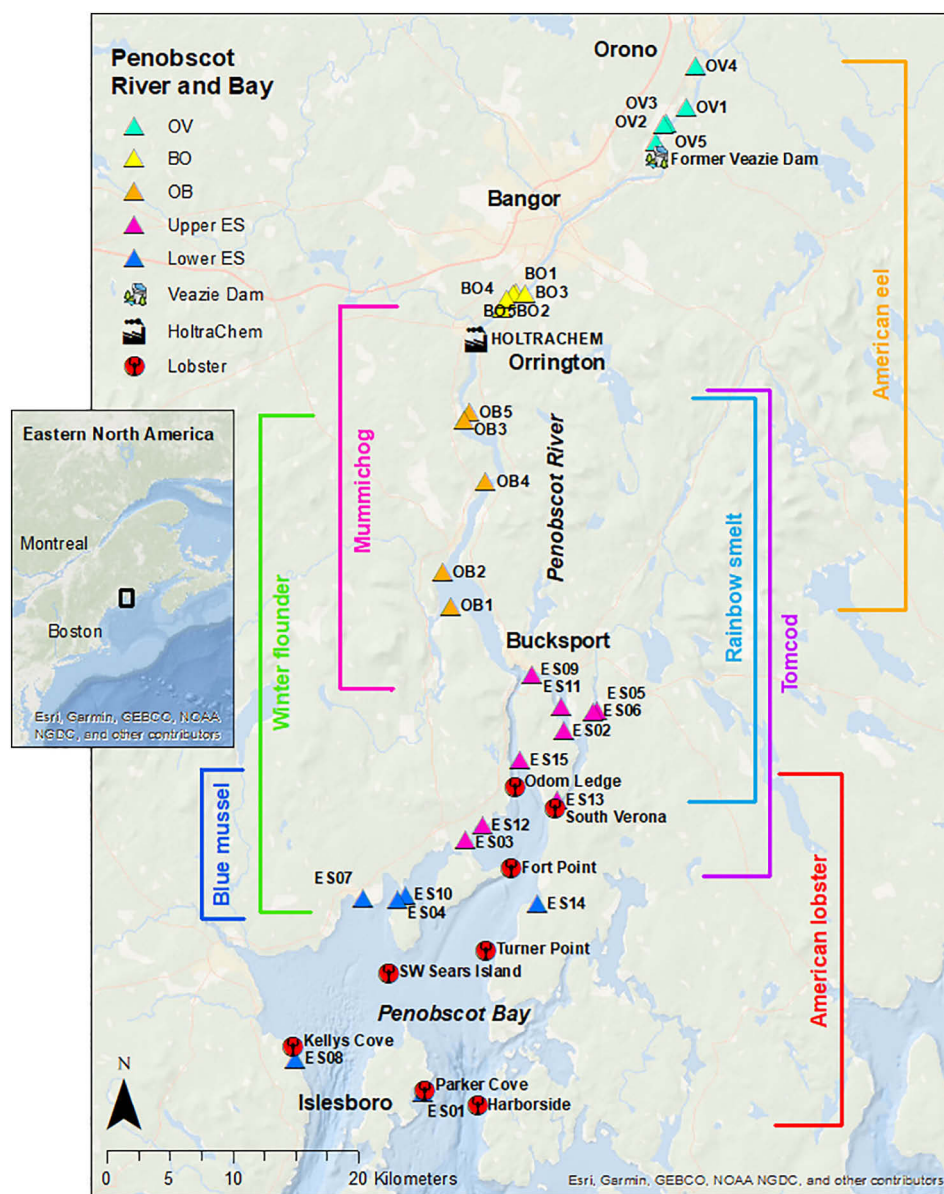 Penobscot
River and Bay
OV
BO
OB
Upper ES
Lower ES
Veazie Dam
HoltraChem
Lobster
Orono
OV4
OV3
OV1
OV2
OV5
Former Veazie Dam
Bangor
BO1
BO4
BO3
BO5
BO2
HOLTRACHEM
Orrington
American eel
OB5
OB3
OB4
OB2
OB1
Penobscot River
Mummichog
Winter flounder
Rainbow smelt
Tomcod
Eastern North America
Montreal
Boston
Esri, Garmin, GEBCO, NOAA
NGDC, and other contributors
Bucksport
ES09
ES11
ES05
ES06
ES02
ES15
Odom Ledge
ES13
South Verona
ES12
ES03
Fort Point
Blue mussel
ES07
ES10
ES04
ES14
American lobster
Turner Point
SW Sears Island
Penobscot Bay
Kellys Cove
ES08
Parker Cove
Islesboro
ES01
Harborside
N
0 5 10 20 Kilometers
Esri, Garmin, GEBCO, NOAA NGDC, and other contributors